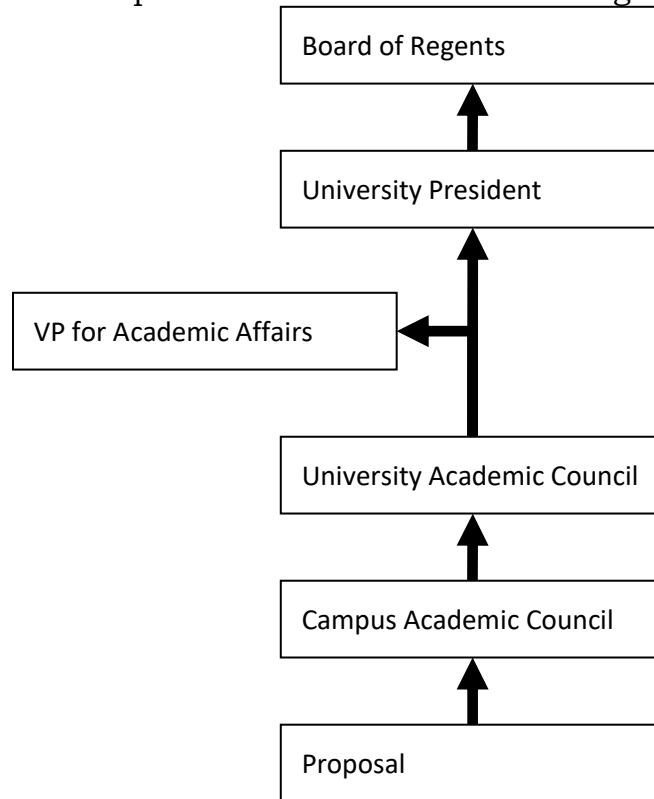 Board of Regents
University President
VP for Academic Affairs
University Academic Council
Campus Academic Council
Proposal